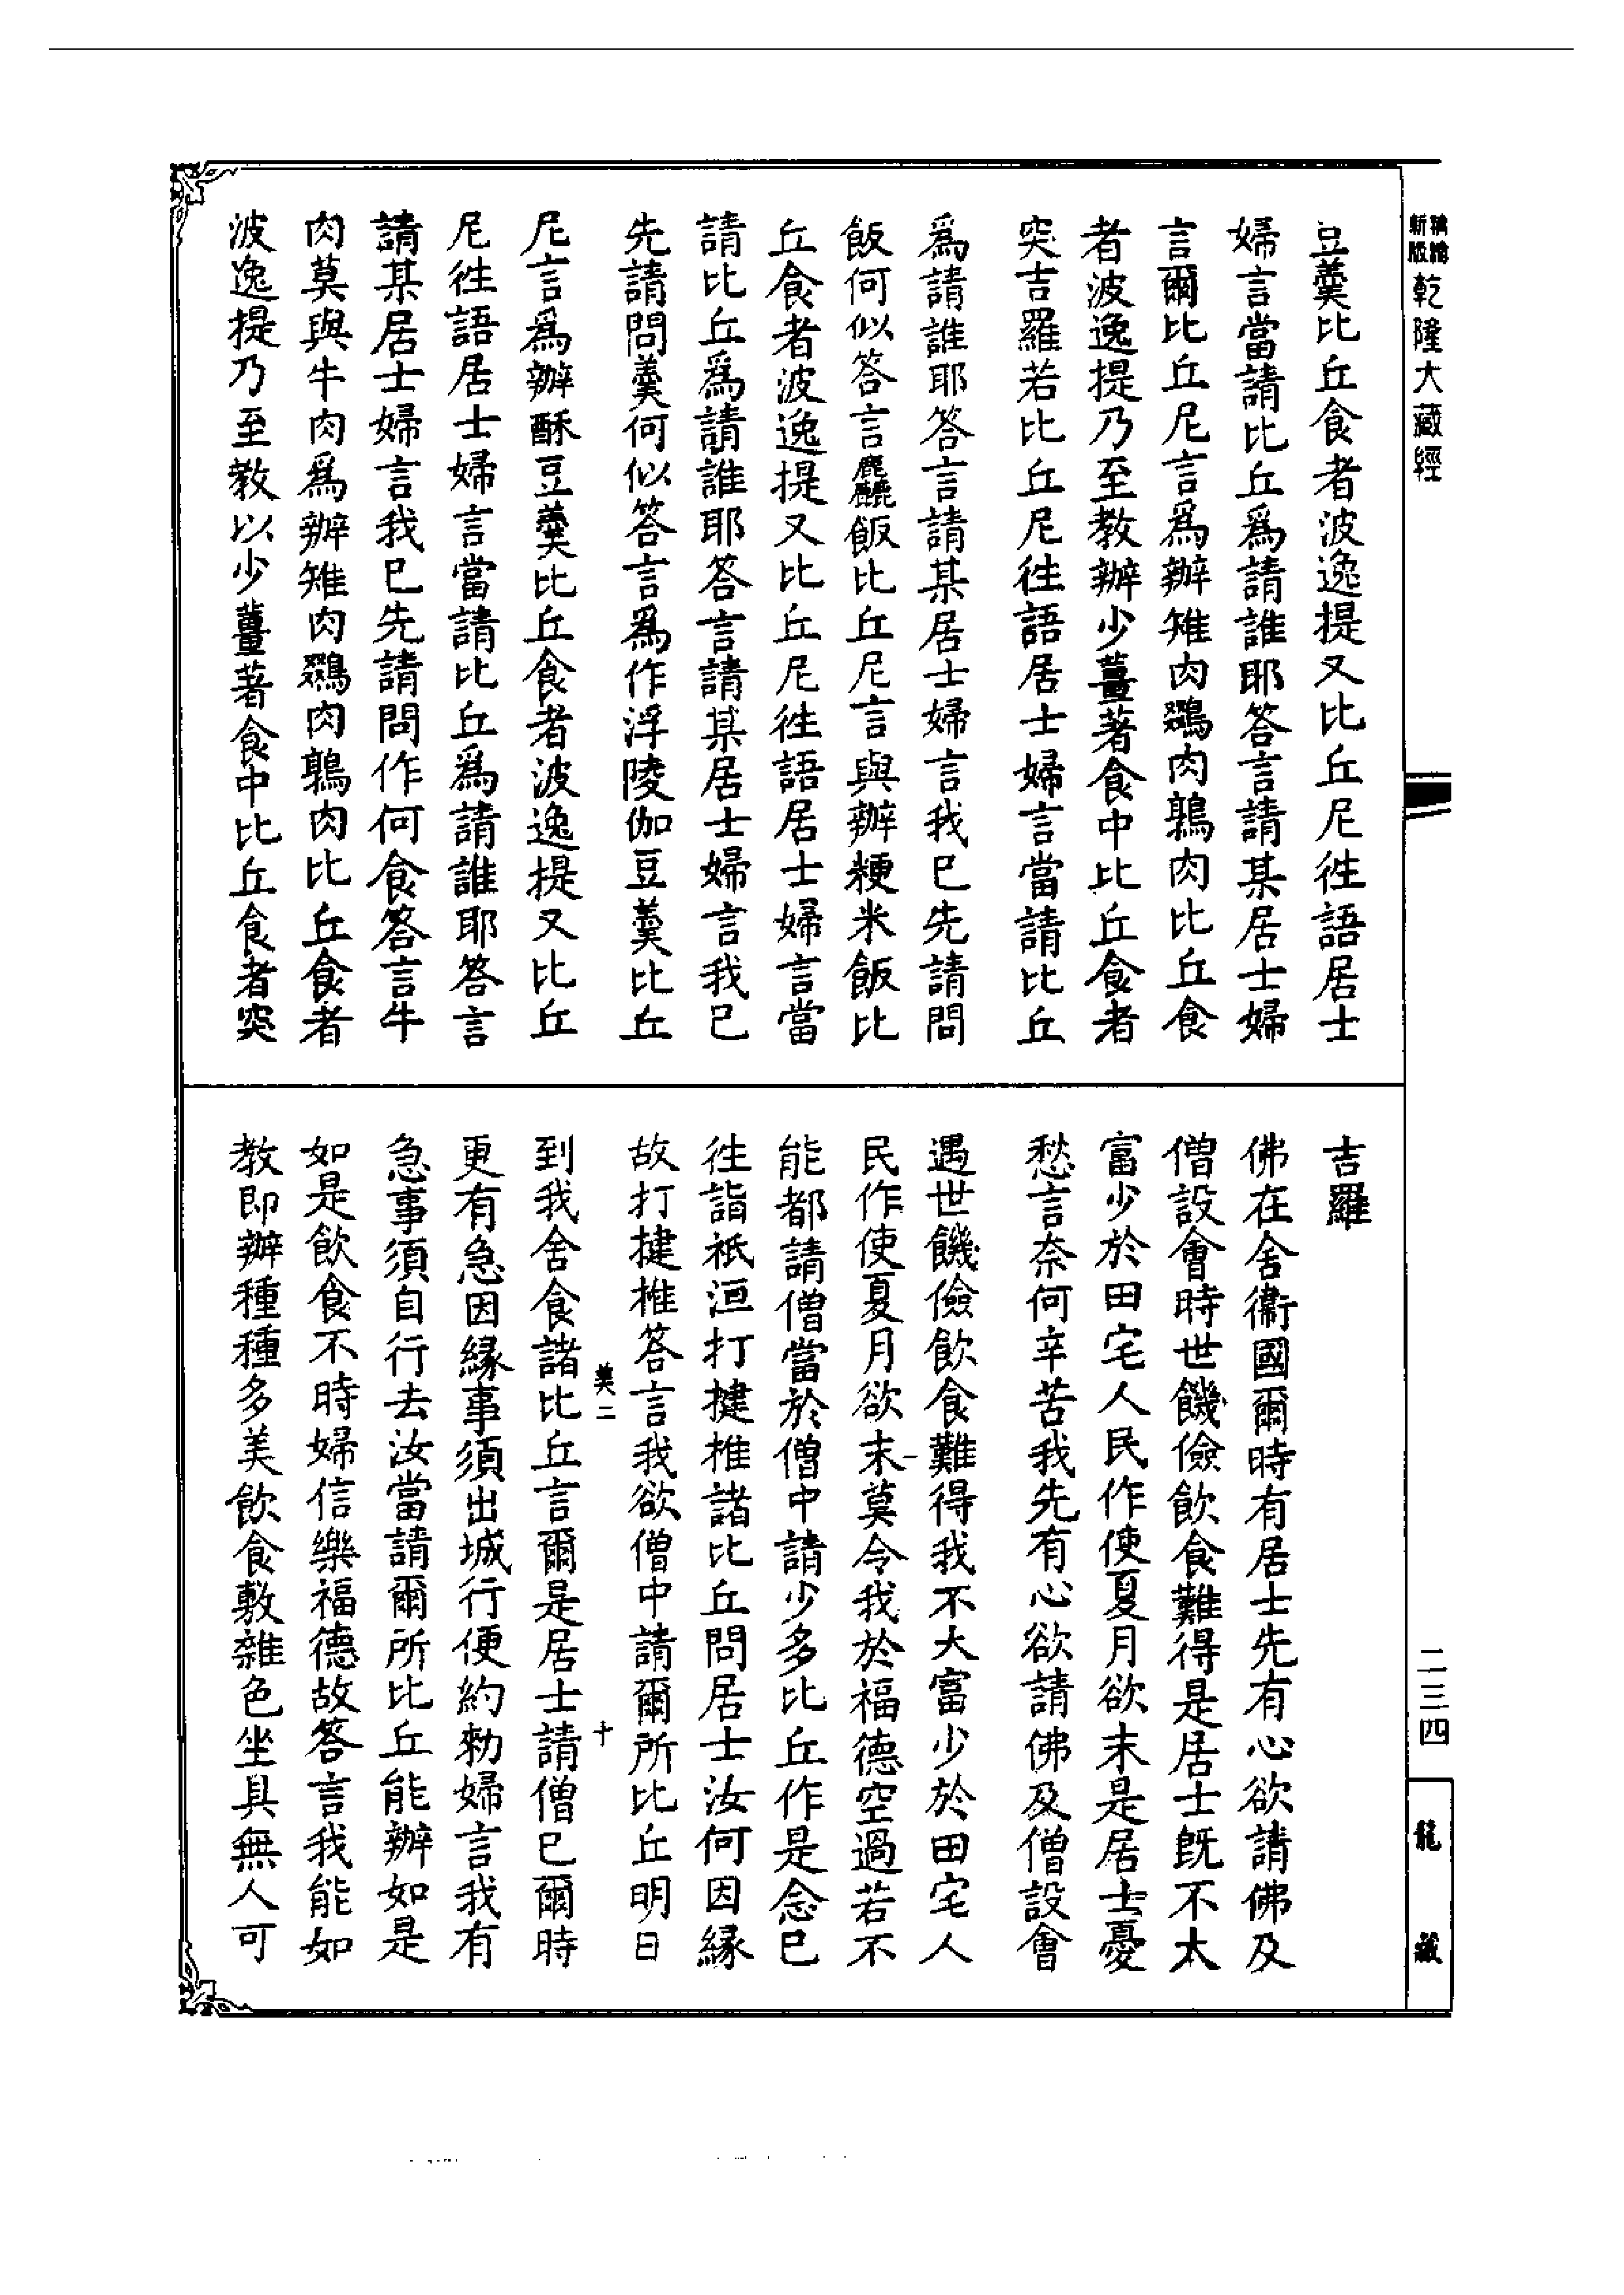 乾隆大藏經
豆羹比丘食者波逸提又比丘尼徃語居士
婦言當請比丘爲請誰耶答言請某居士婦
言爾比丘尼言爲辦雉肉鷄肉鶉肉比丘食
者波逸提乃至教辦少薑著食中比丘食者
突吉羅若比丘尼徃語居士婦言當請比丘
爲請誰耶答言請某居士婦言我已先請問
飯何似答言麤飯比丘尼言與辦粳米飯比
丘食者波逸提又比丘尼徃語居士婦言當
請比丘爲請誰耶答言請某居士婦言我已
先請問羹何似答言爲作浮陵伽豆羹比丘
尼言爲辦酥豆羹比丘食者波逸提又比丘
尼徃語居士婦言當請比丘爲請誰耶答言
請某居士婦言我已先請問作何食答言牛
肉莫與牛肉爲辦雉肉鷄肉鶉肉比丘食者
波逸提乃至教以少薑著食中比丘食者突
吉羅
佛在舍衞國爾時有居士先有心欲請佛及
僧設會時世饑儉飲食難得是居士旣不大
富少於田宅人民作使夏月欲末是居士憂
愁言奈何辛苦我先有心欲請佛及僧設會
遇世饑儉飲食難得我不大富少於田宅人
民作使夏月欲末莫令我於福德空過若不
能都請僧當於僧中請少多比丘作是念已
徃詣祇洹打揵椎諸比丘問居士汝何因緣
故打揵椎答言我欲僧中請爾所比丘明日
美二 十
到我舍食諸比丘言爾是居士請僧已爾時
更有急因緣事須出城行便約勅婦言我有
急事須自行去汝當請爾所比丘能辦如是
如是飲食不時婦信樂福德故答言我能如
教即辦種種多美飲食敷雜色坐具無人可
二三四
龍藏